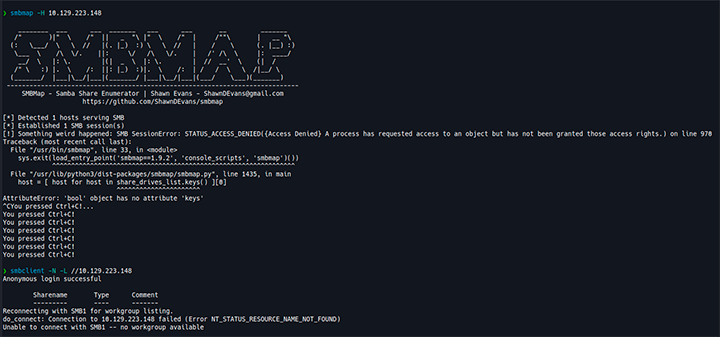 ❯ smbmap -H 10.129.223.148
SMBMAP
SMBMap - Samba Share Enumerator | Shawn Evans - ShawnDEvans@gmail.com
https://github.com/ShawnDEvans/smbmap
[*] Detected 1 hosts serving SMB
[*] Established 1 SMB session(s)
[!] Something weird happened: SMB SessionError: STATUS_ACCESS_DENIED({Access Denied} A process has requested access to an object but has not been granted those access rights.) on line 970
Traceback (most recent call last):
File "/usr/bin/smbmap", line 33, in <module>
sys.exit(load_entry_point('smbmap==1.9.2', 'console_scripts', 'smbmap')())
File "/usr/lib/python3/dist-packages/smbmap/smbmap.py", line 1435, in main
host = [ host for host in share_drives_list.keys() ][0]
AttributeError: 'bool' object has no attribute 'keys'
^CYou pressed Ctrl+C!...
You pressed Ctrl+C!
You pressed Ctrl+C!
You pressed Ctrl+C!
You pressed Ctrl+C!
You pressed Ctrl+C!
❯ smbclient -N -L //10.129.223.148
Anonymous login successful
Sharename Type Comment
--------- ---- -------
Reconnecting with SMB1 for workgroup listing.
do_connect: Connection to 10.129.223.148 failed (Error NT_STATUS_RESOURCE_NAME_NOT_FOUND)
Unable to connect with SMB1 -- no workgroup available